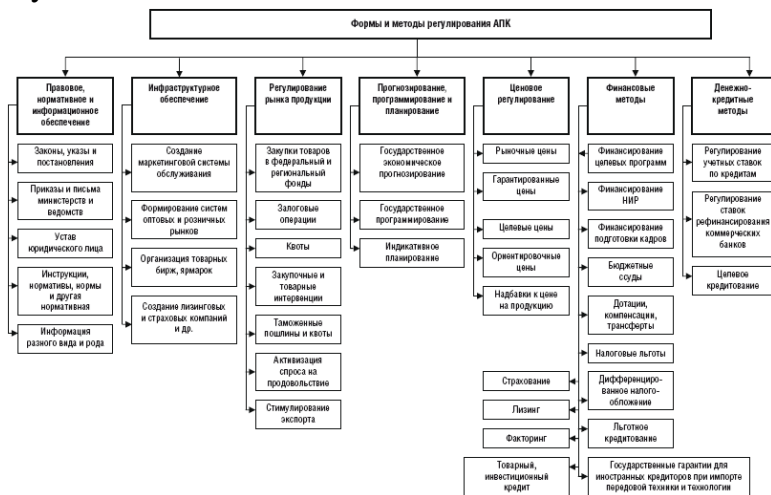 Формы и методы регулирования АПК
Правовое,
нормативное и
информационное
обеспечение
Законы, указы и
постановления
Приказы и письма
министерств и
ведомств
Устав
юридического лица
Инструкции,
нормативы, нормы
и другая
нормативная
Информация
разного вида и рода
Инфраструктурное
обеспечение
Создание
маркетинговой системы
обслуживания
Формирование систем
оптовых и розничных
рынков
Организация товарных
бирж, ярмарок
Создание лизинговых
и страховых компаний
и др.
Регулирование
рынка продукции
Закупки товаров
в федеральный и
региональный
фонды
Залоговые
операции
Квоты
Закупочные и
товарные
интервенции
Таможенные
пошлины и квоты
Активизация
спроса на
продовольствие
Стимулирование
экспорта
Прогнозирование,
программирование и
планирование
Государственное
экономическое
прогнозирование
Государственное
программирование
Индикативное
планирование
Ценовое
регулирование
Рыночные цены
Гарантированные
цены
Целевые цены
Ориентировочные
цены
Надбавки к цене
на продукцию
Финансовые
методы
Финансирование
целевых программ
Финансирование
НИР
Финансирование
подготовки кадров
Бюджетные
ссуды
Дотации,
компенсации,
трансферты
Налоговые льготы
Дифференциро-
ванное налого-
обложение
Льготное
кредитование
Государственные гарантии для
иностранных кредиторов при импорте
передовой техники и технологии
Страхование
Лизинг
Факторинг
Товарный,
инвестиционный
кредит
Денежно-
кредитные
методы
Регулирование
учетных ставок
по кредитам
Регулирование
ставок
рефинансирования
коммерческих
банков
Целевое
кредитование